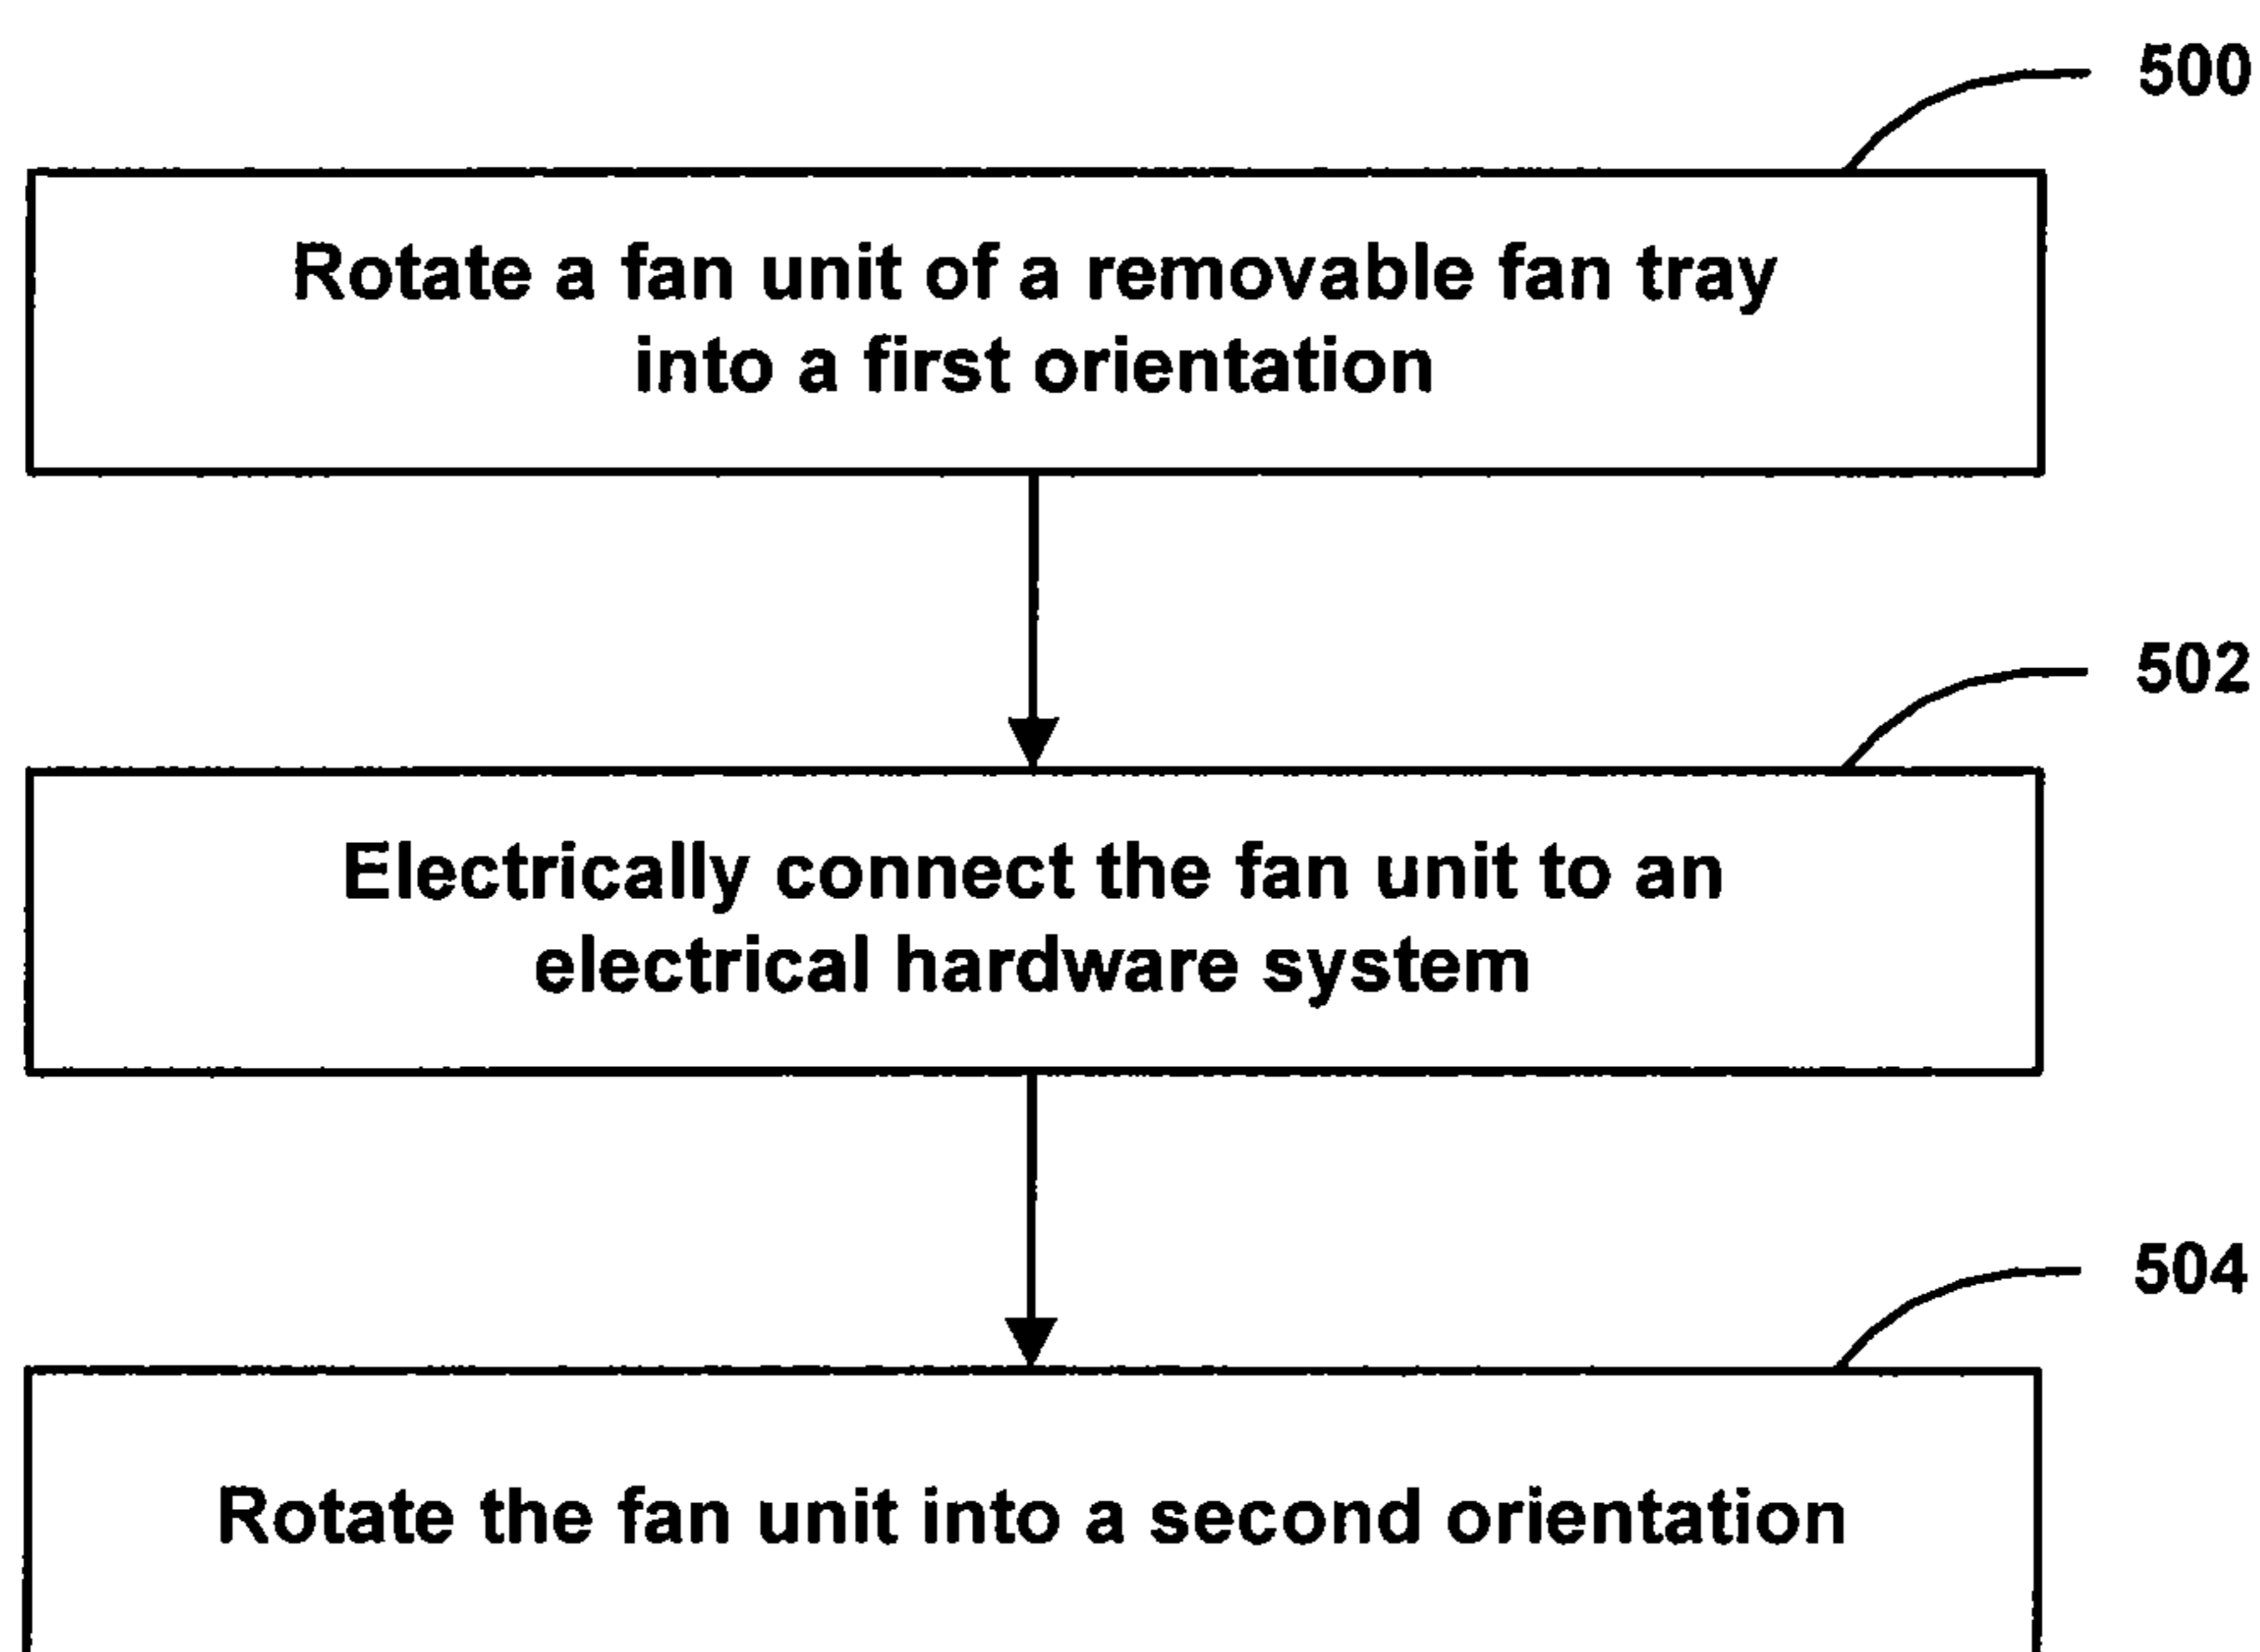 500
Rotate a fan unit of a removable fan tray
into a first orientation
502
Electrically connect the fan unit to an
electrical hardware system
504
Rotate the fan unit into a second orientation